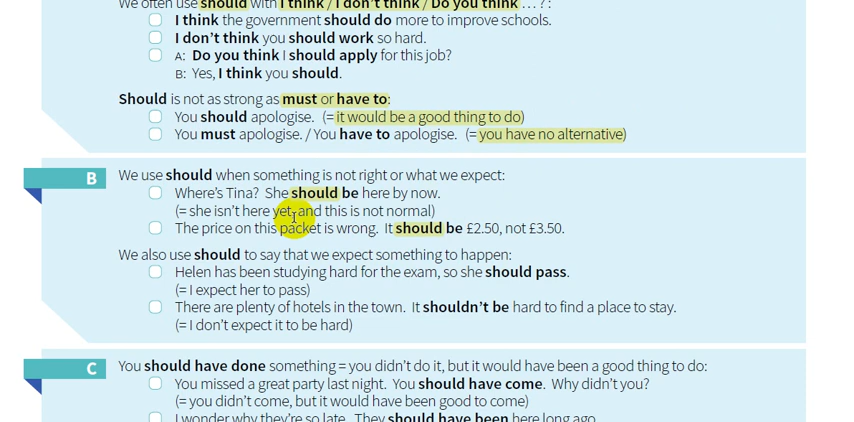 We often use should with I think / I don't think / Do you think … ?:
I think the government should do more to improve schools.
I don't think you should work so hard.
A: Do you think I should apply for this job?
B: Yes, I think you should.
Should is not as strong as must or have to:
You should apologise. (= it would be a good thing to do)
You must apologise. / You have to apologise. (= you have no alternative)
B
We use should when something is not right or what we expect:
Where's Tina? She should be here by now.
(= she isn't here yet, and this is not normal)
The price on this packet is wrong. It should be £2.50, not £3.50.
We also use should to say that we expect something to happen:
Helen has been studying hard for the exam, so she should pass.
(= I expect her to pass)
There are plenty of hotels in the town. It shouldn't be hard to find a place to stay.
(= I don't expect it to be hard)
C
You should have done something = you didn't do it, but it would have been a good thing to do:
You missed a great party last night. You should have come. Why didn't you?
(= you didn't come, but it would have been good to come)
I wonder why they're so late. They should have been here long ago.